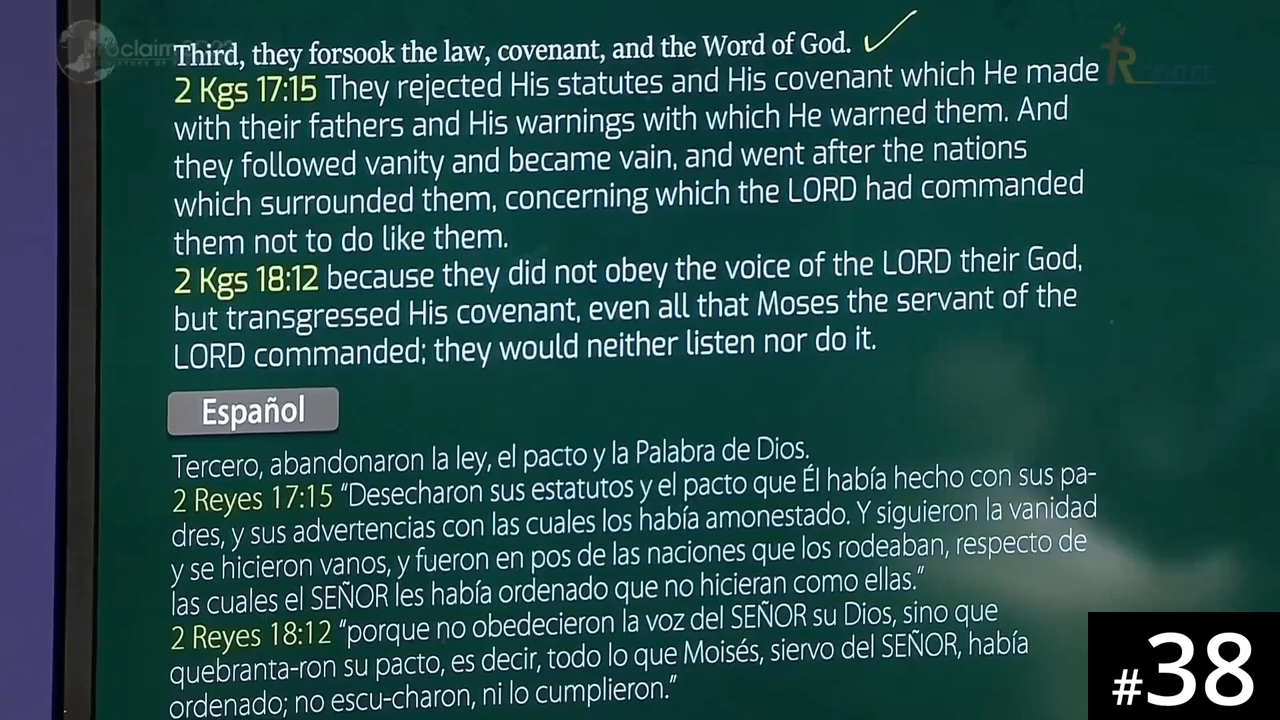 Third, they forsook the law, covenant, and the Word of God.
2 Kgs 17:15 They rejected His statutes and His covenant which He made
with their fathers and His warnings with which He warned them. And
they followed vanity and became vain, and went after the nations
which surrounded them, concerning which the LORD had commanded
them not to do like them.
2 Kgs 18:12 because they did not obey the voice of the LORD their God,
but transgressed His covenant, even all that Moses the servant of the
LORD commanded; they would neither listen nor do it.
Español
Tercero, abandonaron la ley, el pacto y la Palabra de Dios.
2 Reyes 17:15 “Desecharon sus estatutos y el pacto que Él había hecho con sus pa-
dres, y sus advertencias con las cuales los había amonestado. Y siguieron la vanidad
y se hicieron vanos, y fueron en pos de las naciones que los rodeaban, respecto de
las cuales el SEÑOR les había ordenado que no hicieran como ellas.”
2 Reyes 18:12 “porque no obedecieron la voz del SEÑOR su Dios, sino que
quebranta-ron su pacto, es decir, todo lo que Moisés, siervo del SEÑOR, había
ordenado; no escu-charon, ni lo cumplieron.”
#38